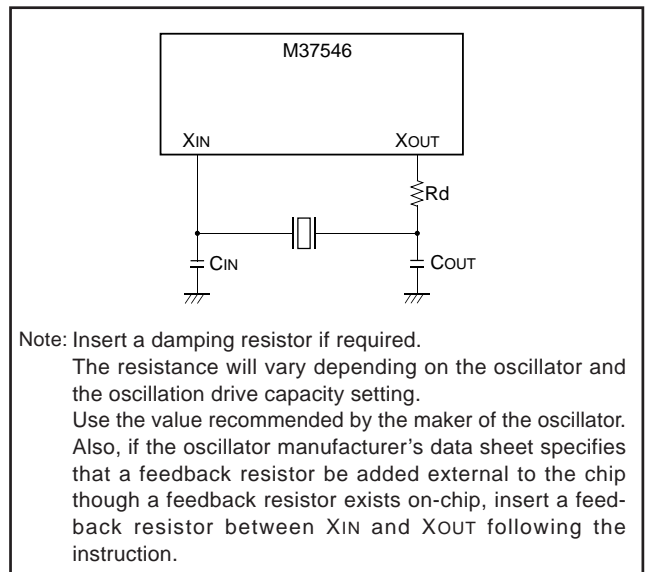 M37546
XIN XOUT
Rd
CIN COUT
Note: Insert a damping resistor if required.
The resistance will vary depending on the oscillator and
the oscillation drive capacity setting.
Use the value recommended by the maker of the oscillator.
Also, if the oscillator manufacturer's data sheet specifies
that a feedback resistor be added external to the chip
though a feedback resistor exists on-chip, insert a feed-
back resistor between XIN and XOUT following the
instruction.